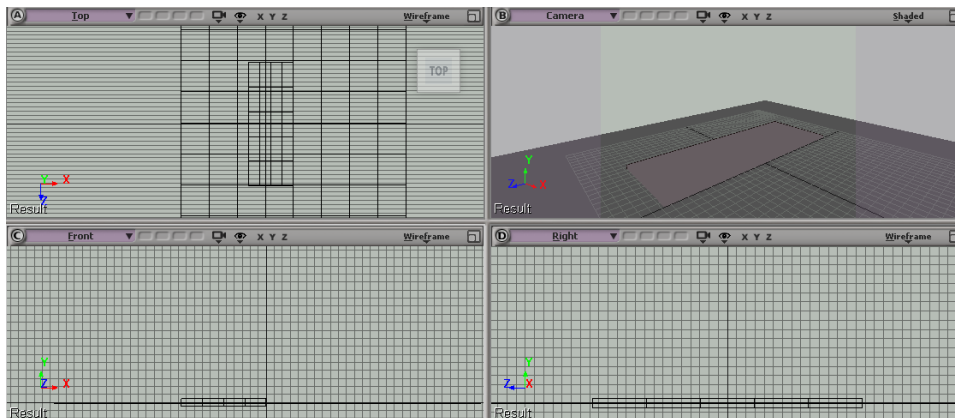 A Top X Y Z Wireframe
TOP
Y X
Z
Result
B Camera X Y Z Shaded
Y
Z X
Result
C Front X Y Z Wireframe
Y
Z X
Result
D Right X Y Z Wireframe
Y
Z X
Result